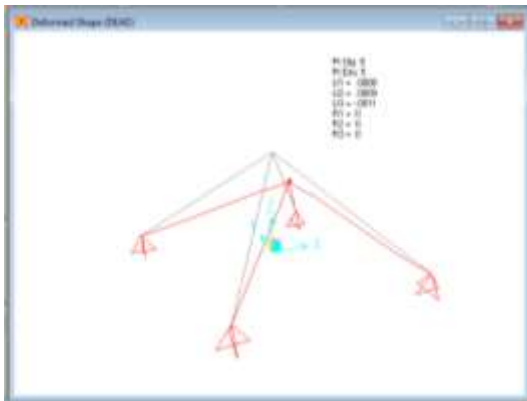 Deformed Shape (DEAD)
Pt Obj: 5
Pt Elm: 5
U1 = .0009
U2 = .0009
U3 = -.0011
R1 = 0
R2 = 0
R3 = 0